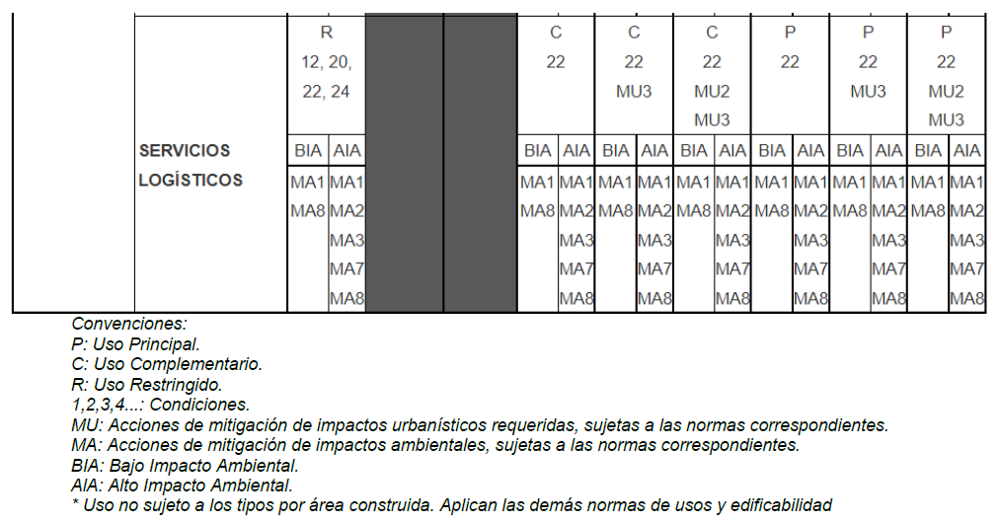 R C C C P P P
12, 20, 22 22 22 22 22 22
22, 24 MU3 MU2 MU3 MU2
MU3 MU3
SERVICIOS BIA AIA BIA AIA BIA AIA BIA AIA BIA AIA BIA AIA BIA AIA
LOGÍSTICOS MA1 MA1 MA1 MA1 MA1 MA1 MA1 MA1 MA1 MA1 MA1 MA1 MA1 MA1
MA8 MA2 MA8 MA2 MA8 MA2 MA8 MA2 MA8 MA2 MA8 MA2 MA8 MA2
MA3 MA3 MA3 MA3 MA3 MA3 MA3
MA7 MA7 MA7 MA7 MA7 MA7 MA7
MA8 MA8 MA8 MA8 MA8 MA8 MA8
Convenciones:
P: Uso Principal.
C: Uso Complementario.
R: Uso Restringido.
1,2,3,4...: Condiciones.
MU: Acciones de mitigación de impactos urbanísticos requeridas, sujetas a las normas correspondientes.
MA: Acciones de mitigación de impactos ambientales, sujetas a las normas correspondientes.
BIA: Bajo Impacto Ambiental.
AIA: Alto Impacto Ambiental.
* Uso no sujeto a los tipos por área construida. Aplican las demás normas de usos y edificabilidad